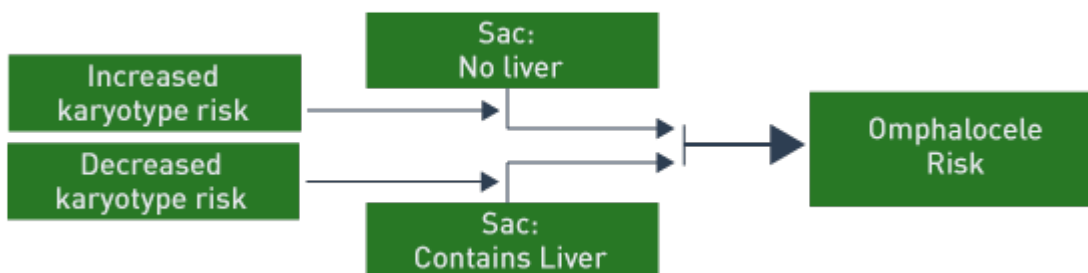 Sac:
No liver
Increased
karyotype risk
Omphalocele
Risk
Decreased
karyotype risk
Sac:
Contains Liver